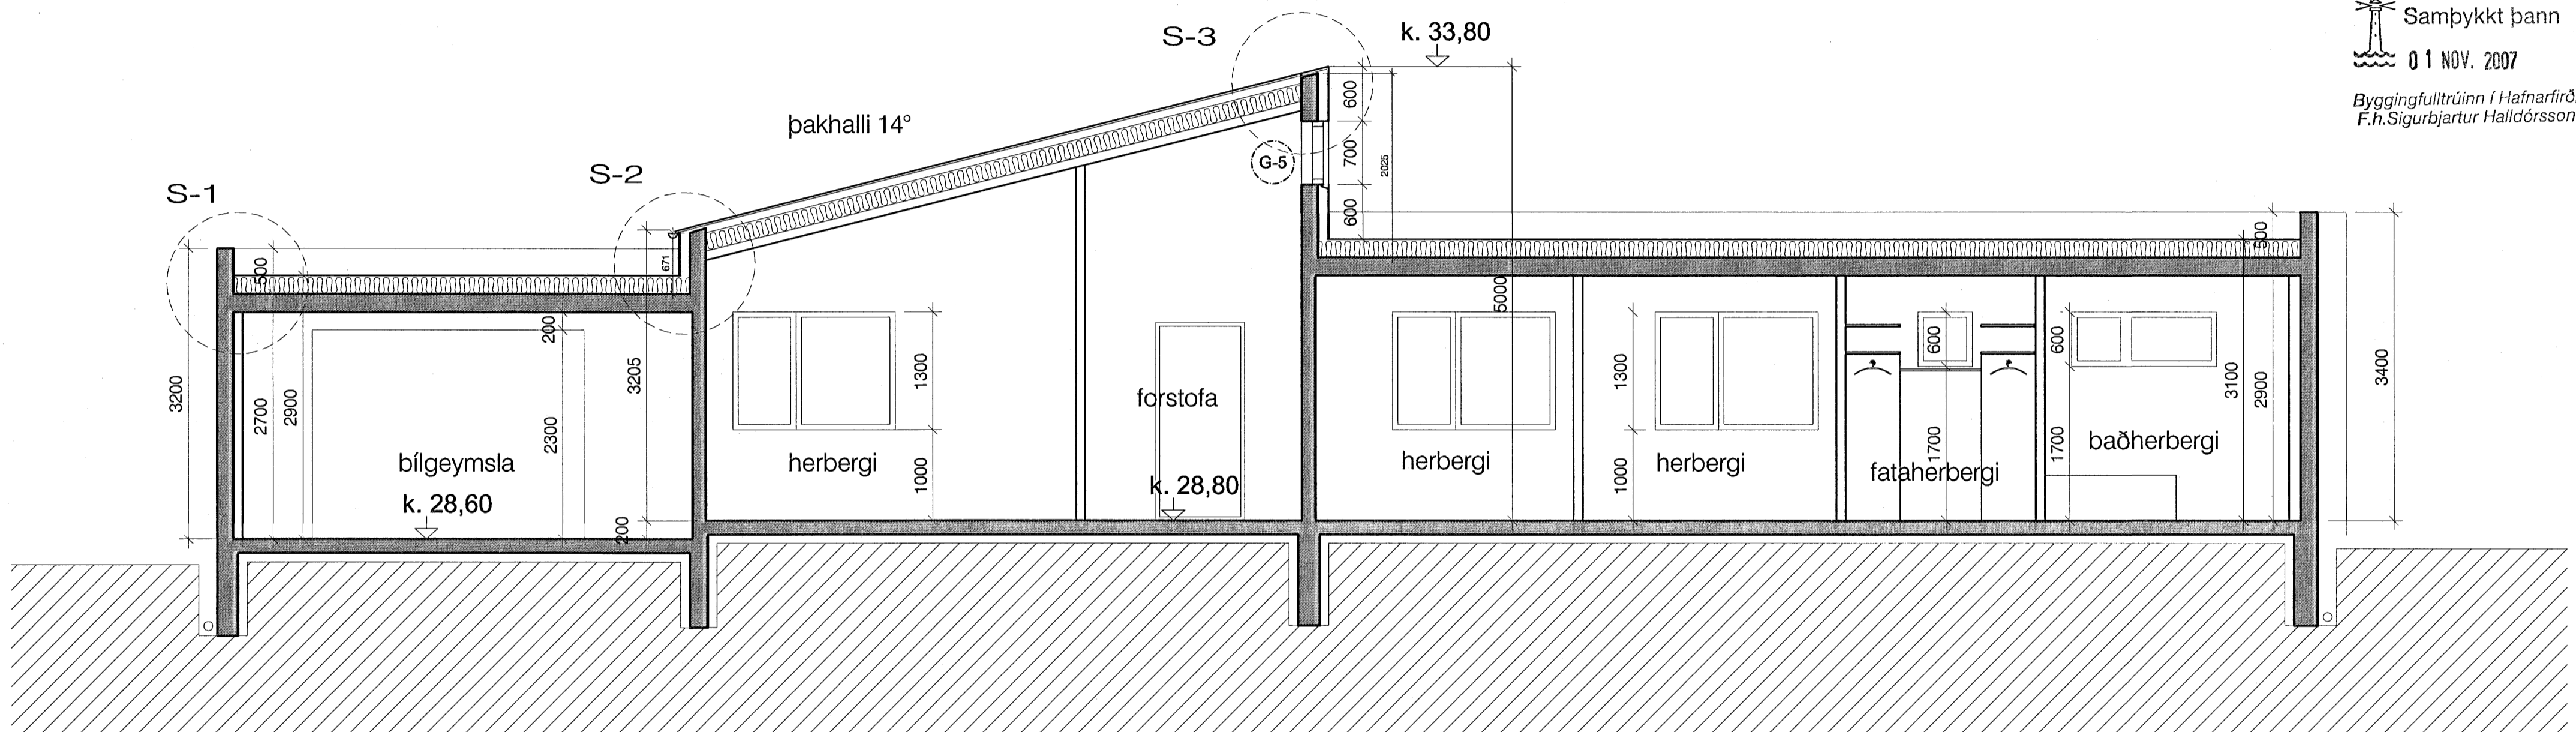 S-3
k. 33,80
Samþykkt þann
0 1 NOV. 2007
Byggingfulltrúinn í Hafnarfirð
F.h.Sigurbjartur Halldórsson
þakhalli 14°
600
700
2025
G-5
600
S-2
S-1
671
500
500
200
5000
3200
2700
2900
2300
3205
200
1300
1000
forstofa
herbergi
bílgeymsla
k. 28,60
k. 28,80
herbergi
1300
1000
herbergi
600
1700
fataherbergi
600
1700
baðherbergi
3100
2900
3400